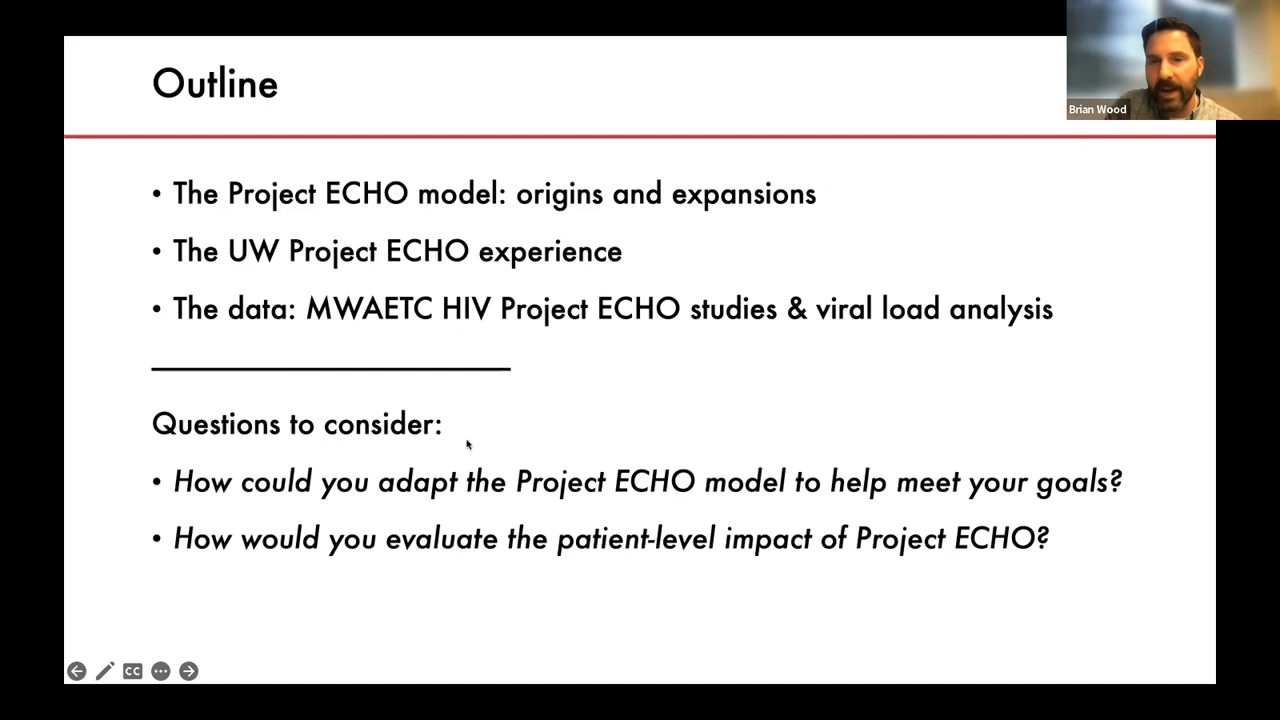 Outline
Brian Wood
• The Project ECHO model: origins and expansions
• The UW Project ECHO experience
• The data: MWAETC HIV Project ECHO studies & viral load analysis
Questions to consider:
• How could you adapt the Project ECHO model to help meet your goals?
• How would you evaluate the patient-level impact of Project ECHO?
CC